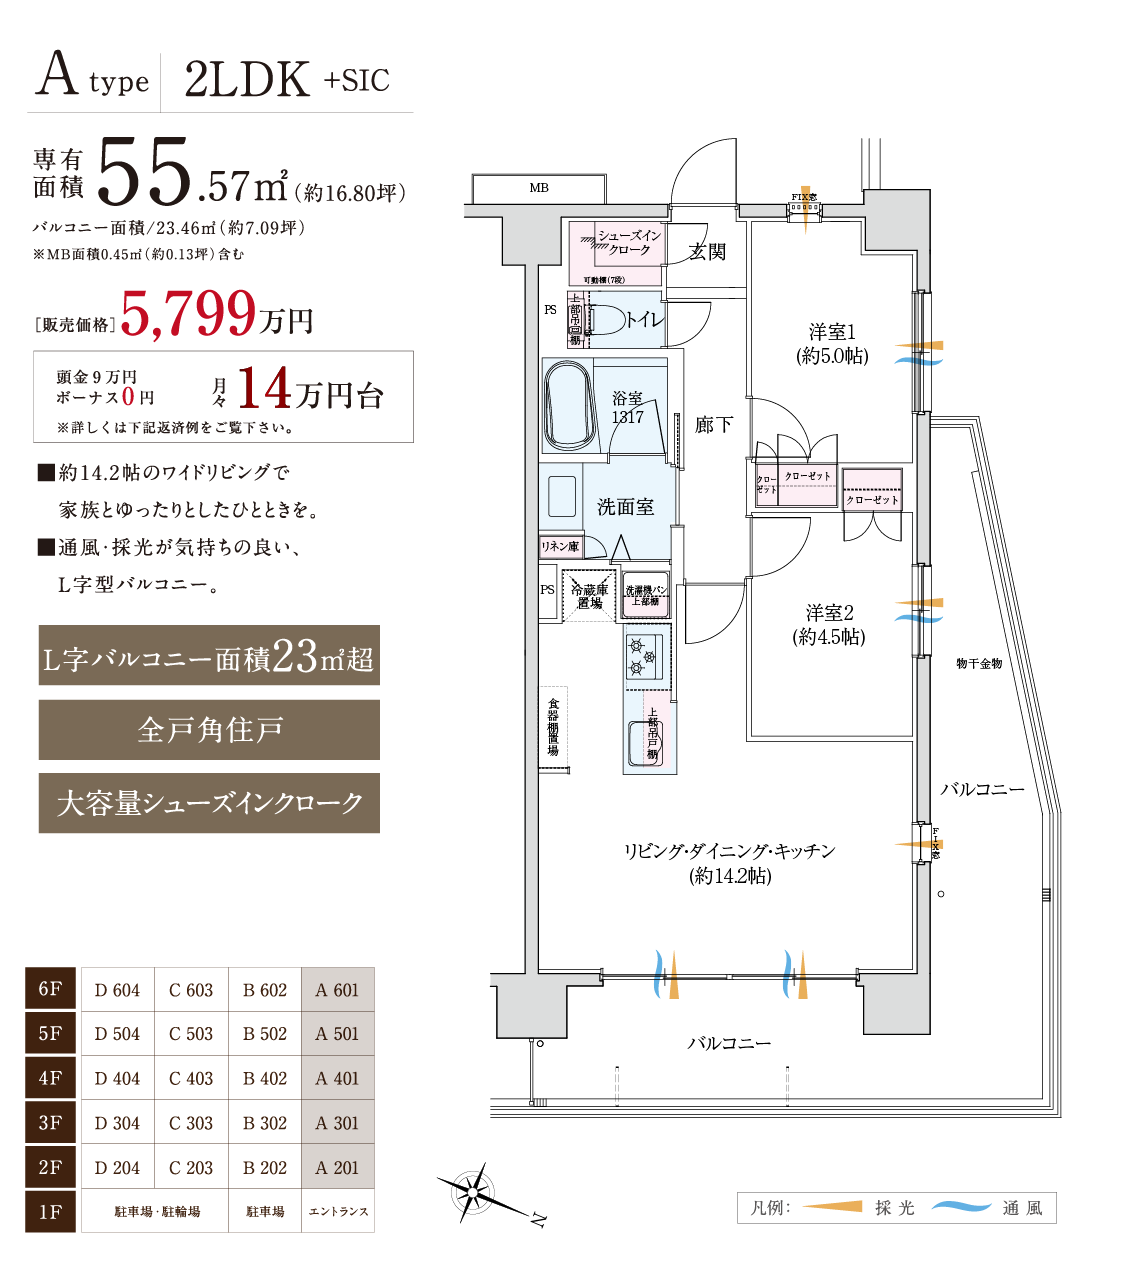 A type 2LDK +SIC
専有面積 55.57㎡(約16.80坪)
バルコニー面積/23.46㎡(約7.09坪)
※MB面積0.45㎡(約0.13坪)含む
[販売価格] 5,799万円
頭金9万円
ボーナス0円
月々14万円台
※詳しくは下記返済例をご覧下さい。
■約14.2帖のワイドリビングで
家族とゆったりとしたひとときを。
■通風・採光が気持ちの良い、
L字型バルコニー。
L字バルコニー面積23㎡超
全戸角住戸
大容量シューズインクローク
6F D 604 C 603 B 602 A 601
5F D 504 C 503 B 502 A 501
4F D 404 C 403 B 402 A 401
3F D 304 C 303 B 302 A 301
2F D 204 C 203 B 202 A 201
1F 駐車場・駐輪場 駐車場 エントランス
MB
FIX窓
シューズイン
クローク
可動棚(7段)
玄関
PS
上部吊戸棚
トイレ
洋室1
(約5.0帖)
浴室
1317
廊下
クローゼット
クローゼット
クローゼット
洗面室
リネン庫
PS
冷蔵庫
置場
洗濯機パン
上部棚
洋室2
(約4.5帖)
物干金物
食器棚置場
上部吊戸棚
バルコニー
FIX窓
リビング・ダイニング・キッチン
(約14.2帖)
バルコニー
N
凡例: 採光 通風